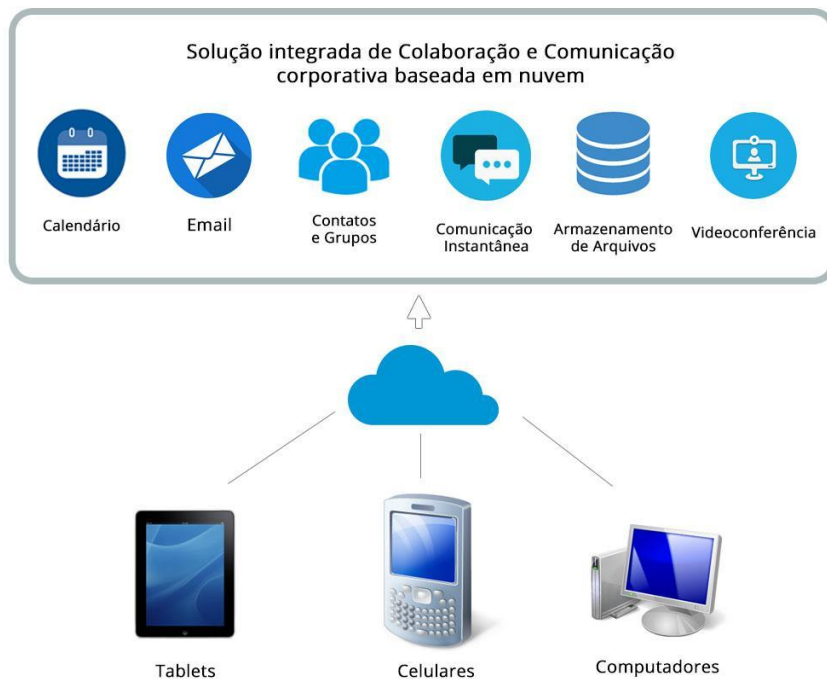 Solução integrada de Colaboração e Comunicação
corporativa baseada em nuvem
Calendário
Email
Contatos
e Grupos
Comunicação
Instantânea
Armazenamento
de Arquivos
Videoconferência
Tablets
Celulares
Computadores